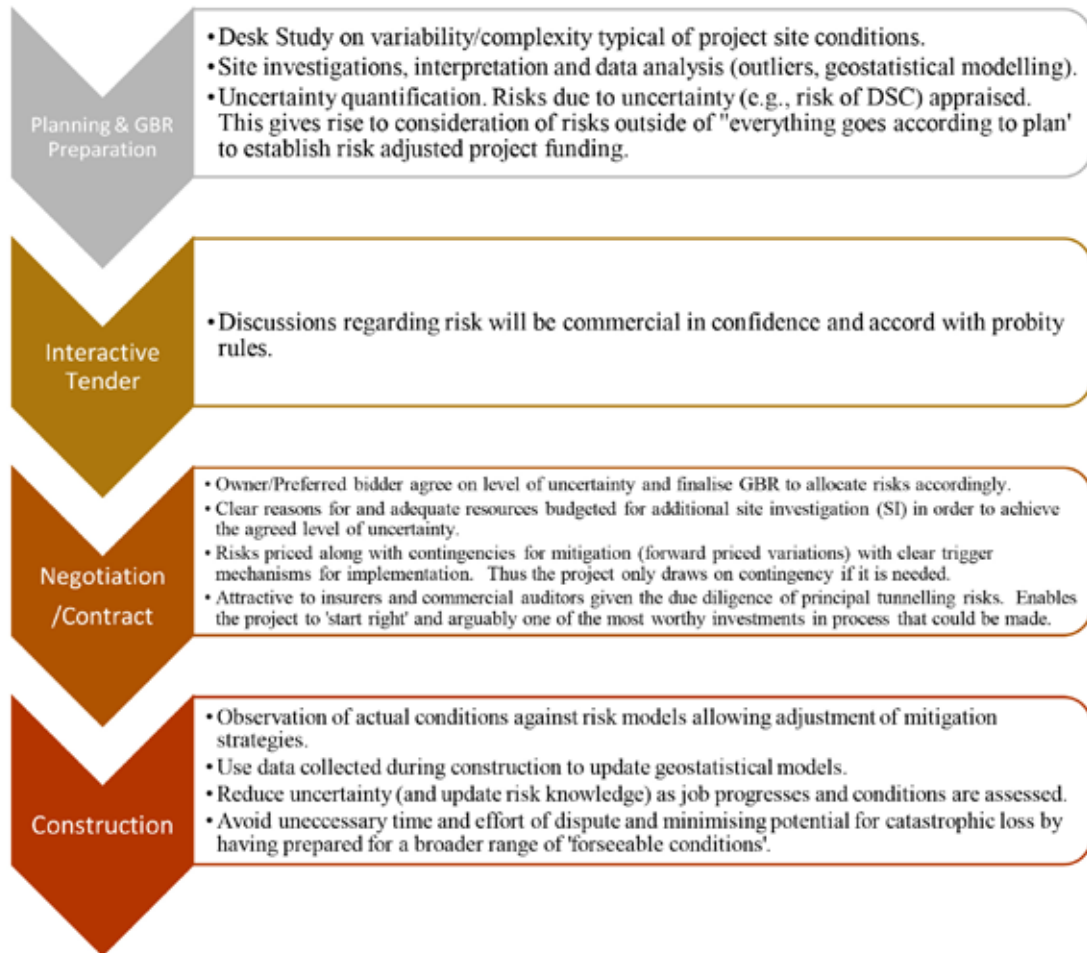 Planning & GBR
Preparation
•Desk Study on variability/complexity typical of project site conditions.
•Site investigations, interpretation and data analysis (outliers, geostatistical modelling).
•Uncertainty quantification. Risks due to uncertainty (e.g., risk of DSC) appraised.
This gives rise to consideration of risks outside of "everything goes according to plan'
to establish risk adjusted project funding.
Interactive
Tender
•Discussions regarding risk will be commercial in confidence and accord with probity
rules.
Negotiation
/Contract
•Owner/Preferred bidder agree on level of uncertainty and finalise GBR to allocate risks accordingly.
•Clear reasons for and adequate resources budgeted for additional site investigation (SI) in order to achieve
the agreed level of uncertainty.
•Risks priced along with contingencies for mitigation (forward priced variations) with clear trigger
mechanisms for implementation. Thus the project only draws on contingency if it is needed.
•Attractive to insurers and commercial auditors given the due diligence of principal tunnelling risks. Enables
the project to 'start right' and arguably one of the most worthy investments in process that could be made.
Construction
•Observation of actual conditions against risk models allowing adjustment of mitigation
strategies.
•Use data collected during construction to update geostatistical models.
•Reduce uncertainty (and update risk knowledge) as job progresses and conditions are assessed.
•Avoid uneccessary time and effort of dispute and minimising potential for catastrophic loss by
having prepared for a broader range of 'forseeable conditions'.